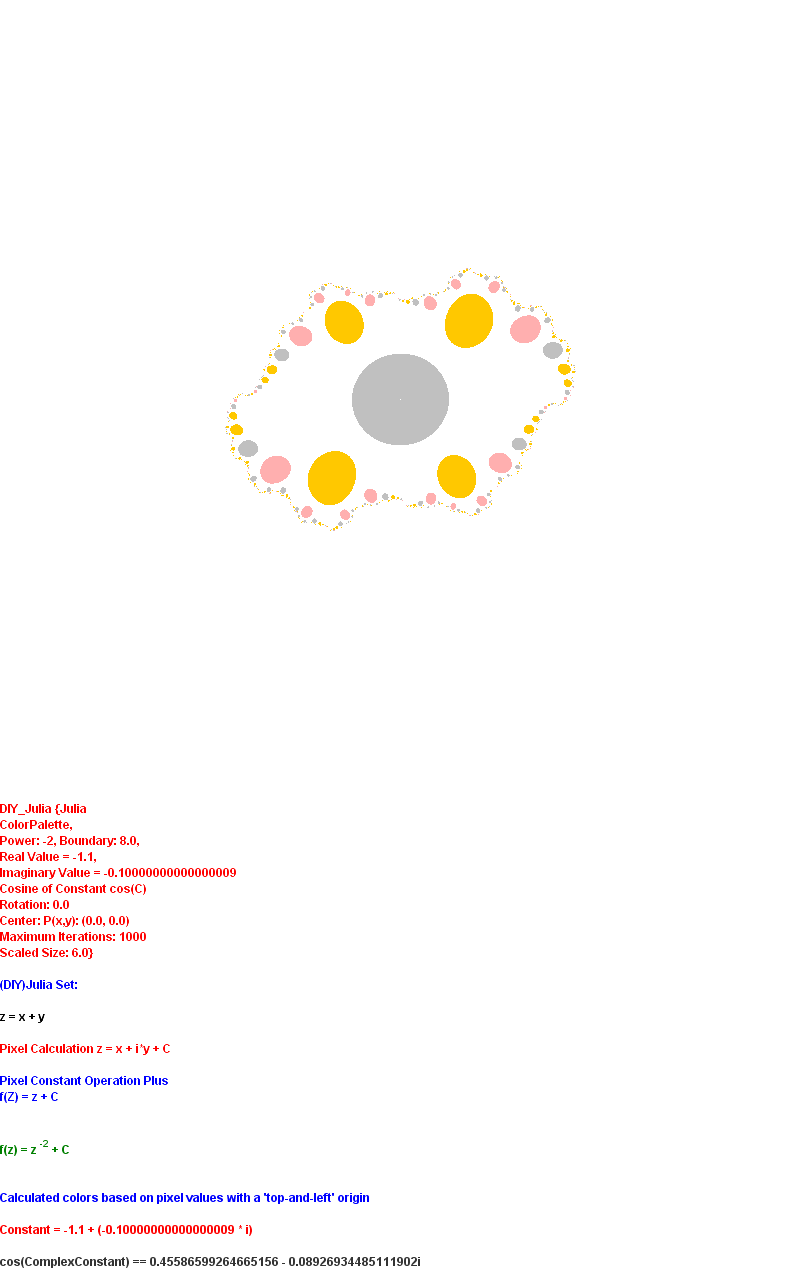 DIY_Julia {Julia
ColorPalette,
Power: -2, Boundary: 8.0,
Real Value = -1.1,
Imaginary Value = -0.10000000000000009
Cosine of Constant cos(C)
Rotation: 0.0
Center: P(x,y): (0.0, 0.0)
Maximum Iterations: 1000
Scaled Size: 6.0}
(DIY)Julia Set:
z = x + y
Pixel Calculation z = x + i*y + C
Pixel Constant Operation Plus
f(Z) = z + C
f(z) = z -2 + C
Calculated colors based on pixel values with a 'top-and-left' origin
Constant = -1.1 + (-0.10000000000000009 * i)
cos(ComplexConstant) == 0.45586599264665156 - 0.08926934485111902i